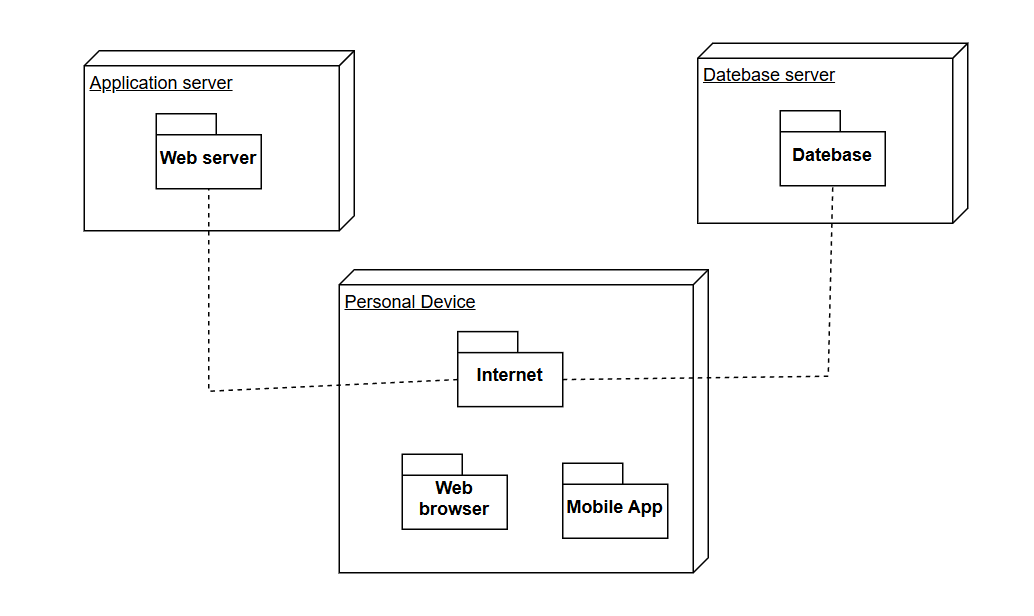 Application server
Web server
Datebase server
Datebase
Personal Device
Internet
Web
browser
Mobile App